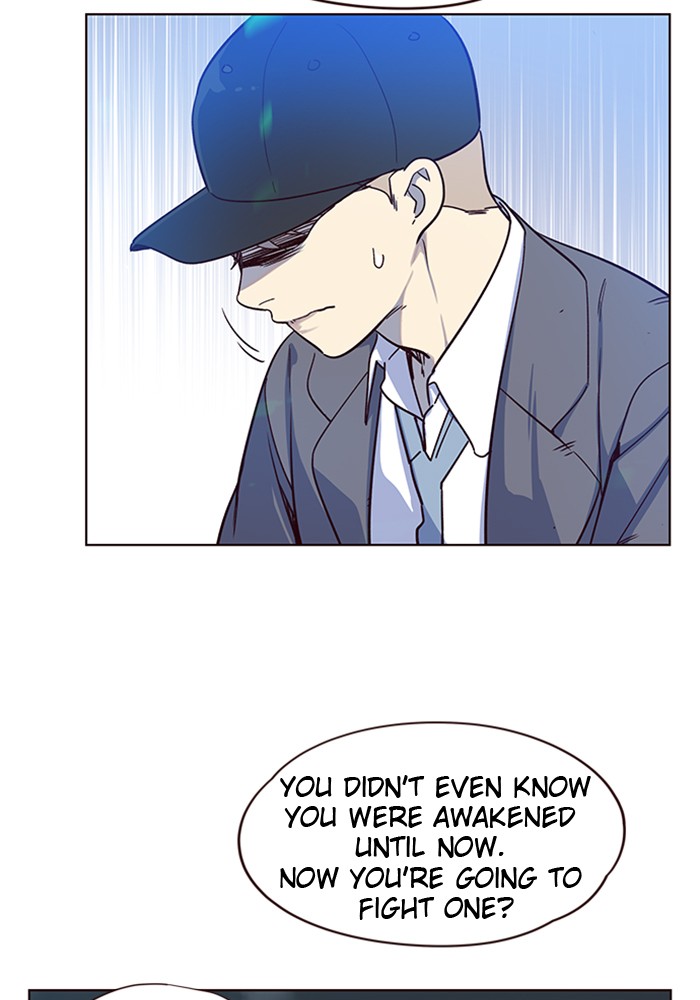 YOU DIDN'T EVEN KNOW
YOU WERE AWAKENED
UNTIL NOW.
NOW YOU'RE GOING TO
FIGHT ONE?